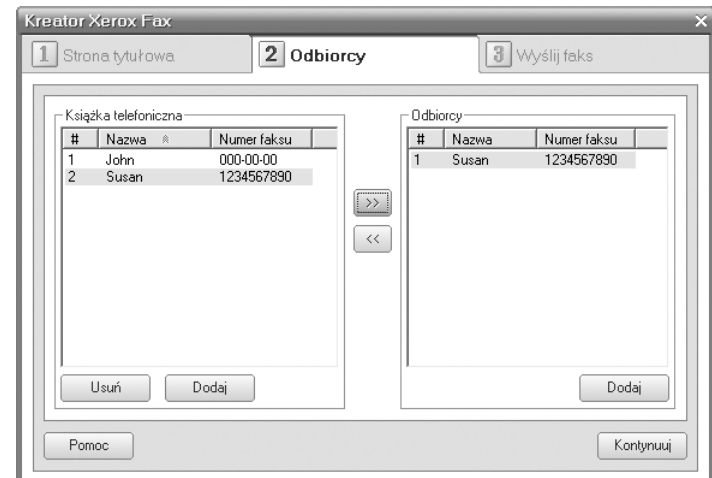 Kreator Xerox Fax
1 Strona tytułowa 2 Odbiorcy 3 Wyślij faks
Książka telefoniczna
# Nazwa Numer faksu
1 John 000-00-00
2 Susan 1234567890
Usuń Dodaj
>>
<<
Odbiorcy
# Nazwa Numer faksu
1 Susan 1234567890
Dodaj
Pomoc Kontynuuj